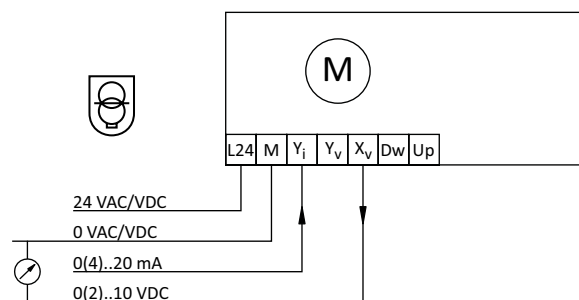 M
L24 M Yi Yv Xv Dw Up
24 VAC/VDC
0 VAC/VDC
0(4)..20 mA
0(2)..10 VDC